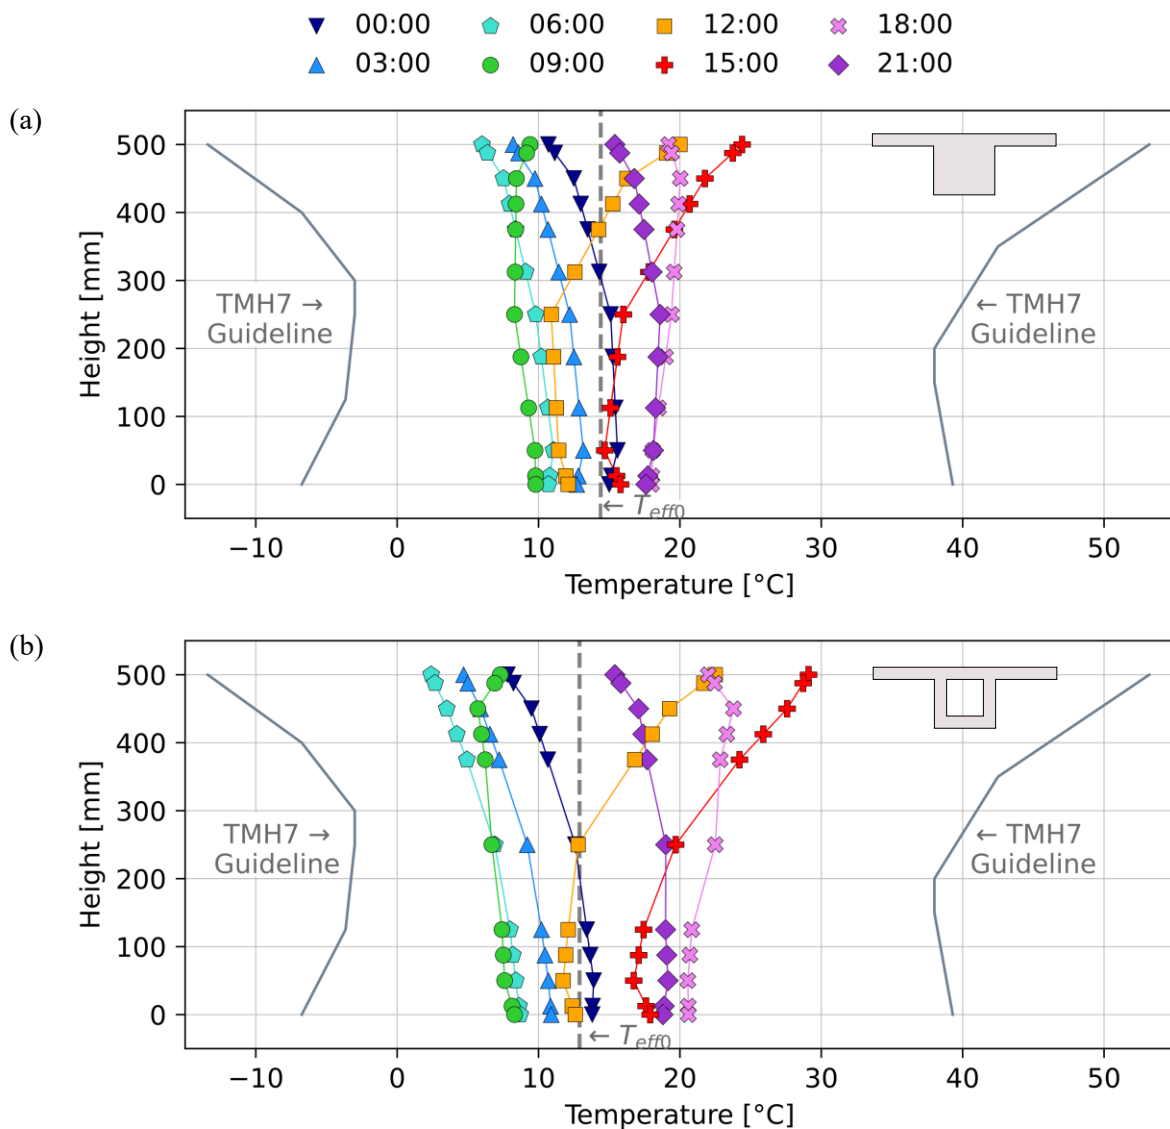 00:00 06:00 12:00 18:00
03:00 09:00 15:00 21:00
(a)
500
400
300
200
100
0
Height [mm]
TMH7 →
Guideline
← TMH7
Guideline
← Teff0
−10 0 10 20 30 40 50
Temperature [°C]
(b)
500
400
300
200
100
0
Height [mm]
TMH7 →
Guideline
← TMH7
Guideline
← Teff0
−10 0 10 20 30 40 50
Temperature [°C]